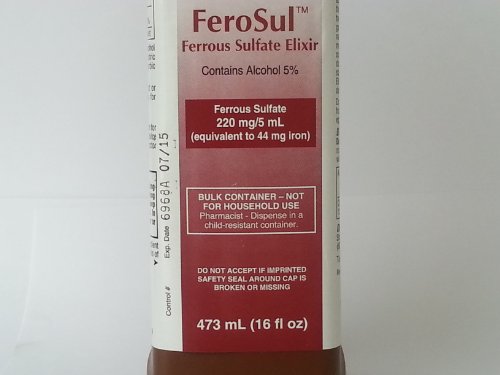 FeroSul™
Ferrous Sulfate Elixir
Contains Alcohol 5%
Ferrous Sulfate
220 mg/5 mL
(equivalent to 44 mg iron)
BULK CONTAINER – NOT
FOR HOUSEHOLD USE
Pharmacist - Dispense in a
child-resistant container.
DO NOT ACCEPT IF IMPRINTED
SAFETY SEAL AROUND CAP IS
BROKEN OR MISSING
473 mL (16 fl oz)
Control #
Exp. Date
6968A 07/15